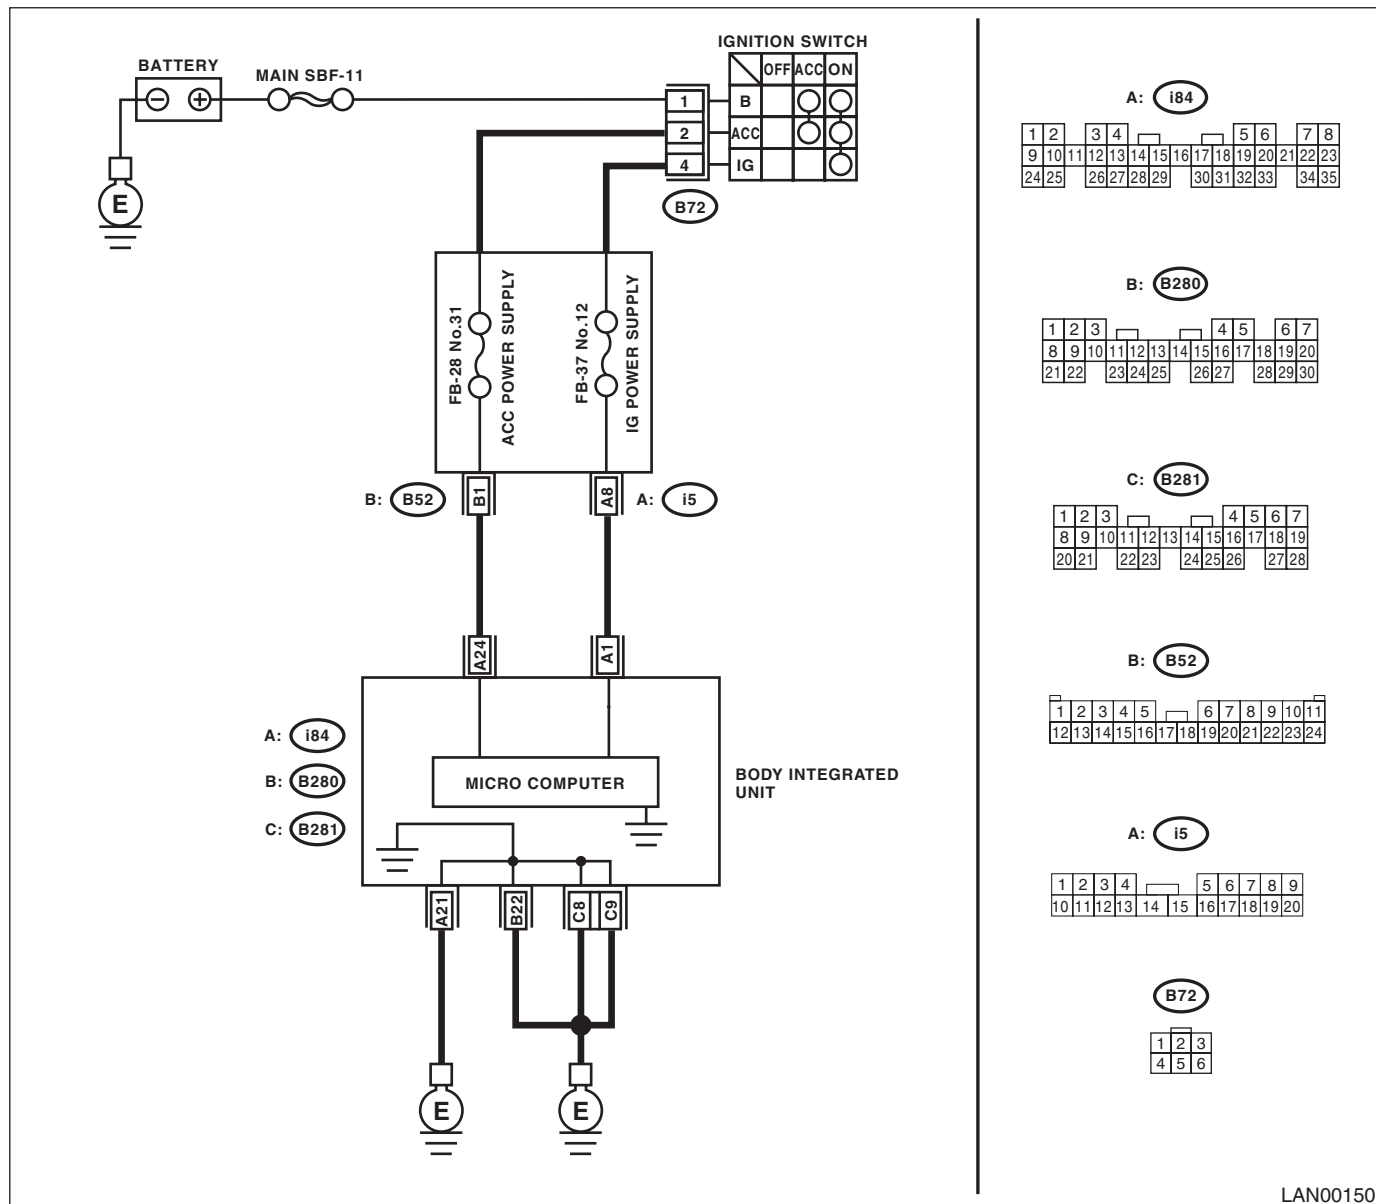 IGNITION SWITCH
BATTERY
MAIN SBF-11
OFF ACC ON
1 B
2 ACC
4 IG
B72
E
FB-28 No.31
ACC POWER SUPPLY
FB-37 No.12
IG POWER SUPPLY
B: B52
B1
A8
A: i5
A24
A1
A: i84
B: B280
C: B281
MICRO COMPUTER
BODY INTEGRATED
UNIT
A21
B22
C8
C9
E
E
A: i84
1 2 3 4 5 6 7 8
9 10 11 12 13 14 15 16 17 18 19 20 21 22 23
24 25 26 27 28 29 30 31 32 33 34 35
B: B280
1 2 3 4 5 6 7
8 9 10 11 12 13 14 15 16 17 18 19 20
21 22 23 24 25 26 27 28 29 30
C: B281
1 2 3 4 5 6 7
8 9 10 11 12 13 14 15 16 17 18 19
20 21 22 23 24 25 26 27 28
B: B52
1 2 3 4 5 6 7 8 9 10 11
12 13 14 15 16 17 18 19 20 21 22 23 24
A: i5
1 2 3 4 5 6 7 8 9
10 11 12 13 14 15 16 17 18 19 20
B72
1 2 3
4 5 6
LAN00150